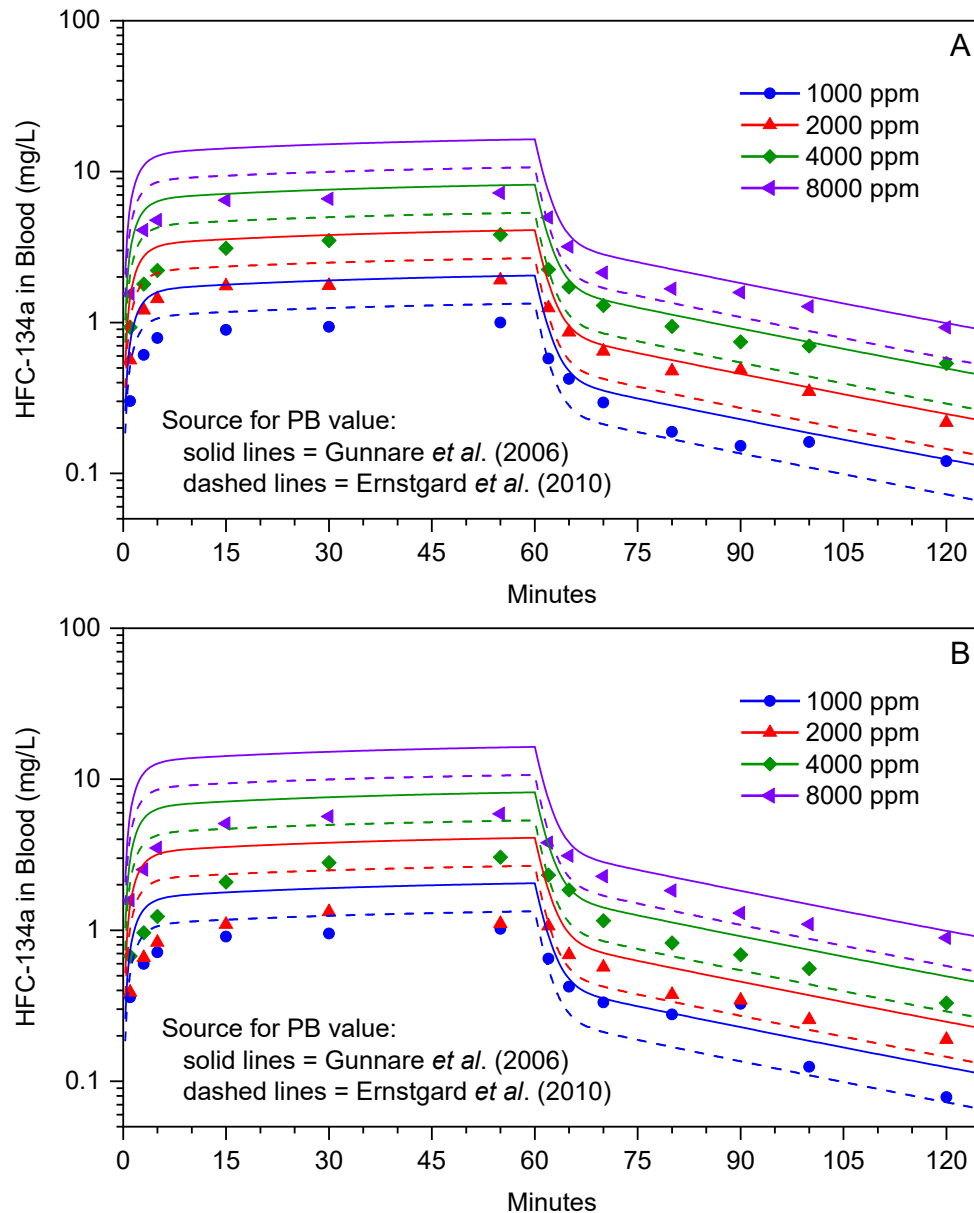 A
100
10
1
0.1
HFC-134a in Blood (mg/L)
1000 ppm
2000 ppm
4000 ppm
8000 ppm
Source for PB value:
solid lines = Gunnare et al. (2006)
dashed lines = Ernstgard et al. (2010)
0 15 30 45 60 75 90 105 120
Minutes
B
100
10
1
0.1
HFC-134a in Blood (mg/L)
1000 ppm
2000 ppm
4000 ppm
8000 ppm
Source for PB value:
solid lines = Gunnare et al. (2006)
dashed lines = Ernstgard et al. (2010)
0 15 30 45 60 75 90 105 120
Minutes